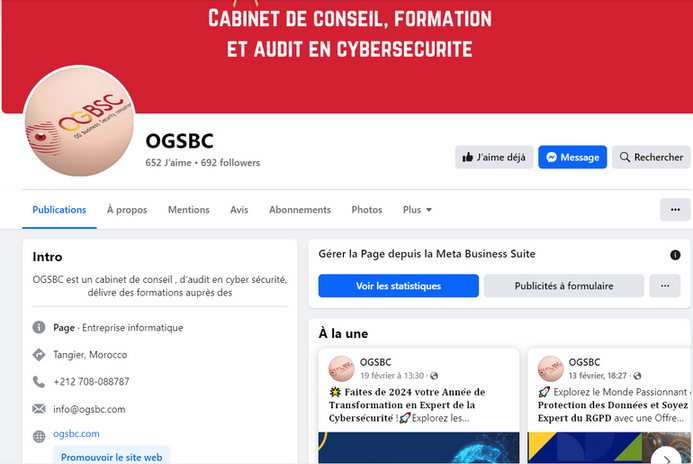 CABINET DE CONSEIL, FORMATION
ET AUDIT EN CYBERSECURITE
OGBSC
OG Business Security Consulting
OGSBC
652 J’aime • 692 followers
J’aime déjà
Message
Rechercher
Publications
À propos
Mentions
Avis
Abonnements
Photos
Plus
Intro
OGSBC est un cabinet de conseil , d’audit en cyber sécurité,
délivre des formations auprès des
Page · Entreprise informatique
Tangier, Morocco
+212 708-088787
info@ogsbc.com
ogsbc.com
Promouvoir le site web
Gérer la Page depuis la Meta Business Suite
Voir les statistiques
Publicités à formulaire
À la une
OGSBC
19 février à 13:30 ·
💥 Faites de 2024 votre Année de
Transformation en Expert de la
Cybersécurité !🚀Explorez les...
OGSBC
13 février, 18:27 ·
🚀 Explorez le Monde Passionnant
Protection des Données et Soyez
Expert du RGPD avec une Offre...